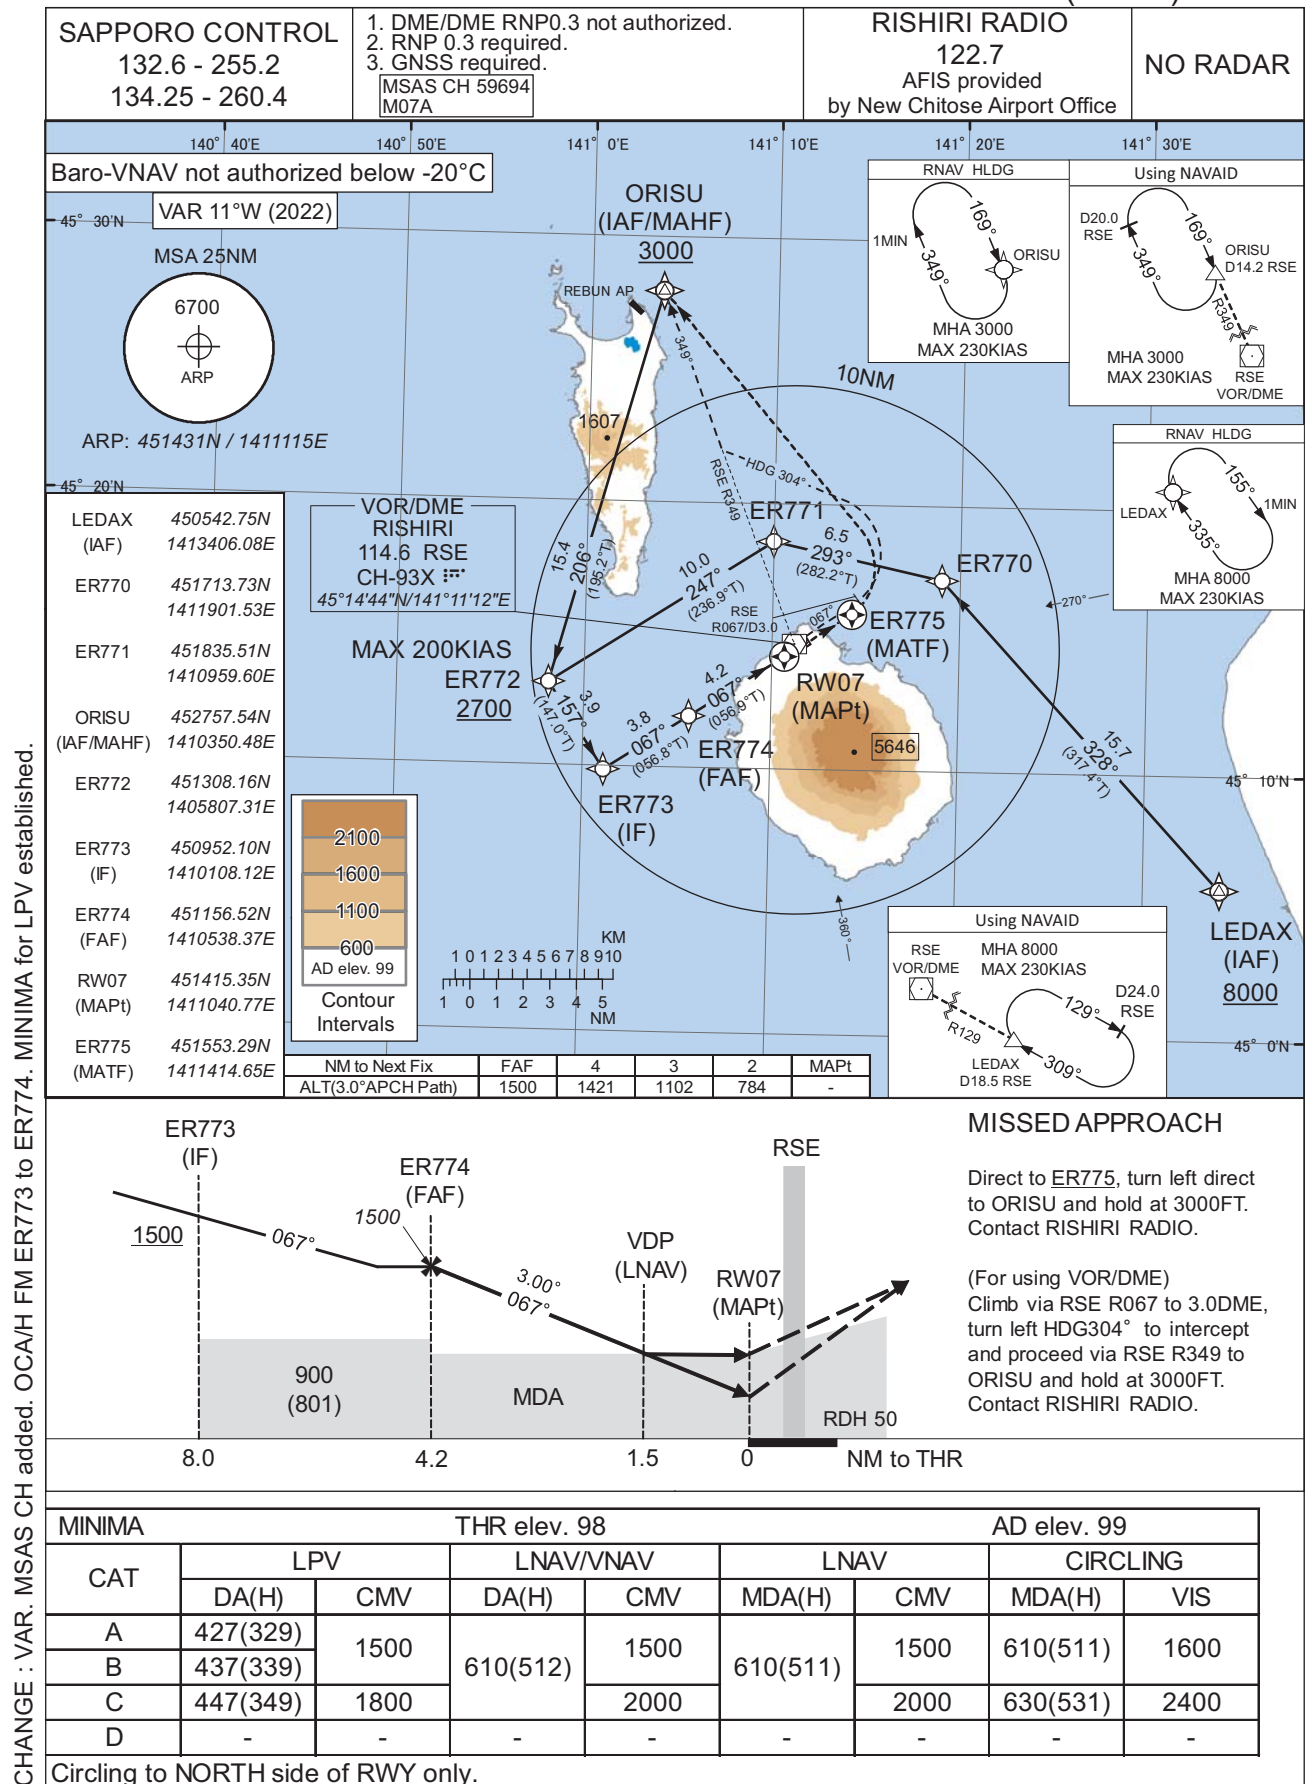 SAPPORO CONTROL
132.6 - 255.2
134.25 - 260.4
1. DME/DME RNP0.3 not authorized.
2. RNP 0.3 required.
3. GNSS required.
MSAS CH 59694
M07A
RISHIRI RADIO
122.7
AFIS provided
by New Chitose Airport Office
NO RADAR
140° 40'E
140° 50'E
141° 0'E
141° 10'E
141° 20'E
141° 30'E
Baro-VNAV not authorized below -20°C
VAR 11°W (2022)
45° 30'N
MSA 25NM
6700
ARP
ARP: 451431N / 1411115E
45° 20'N
ORISU
(IAF/MAHF)
3000
REBUN AP
349°
1607
10NM
RNAV HLDG
169°
1MIN
349°
ORISU
MHA 3000
MAX 230KIAS
Using NAVAID
D20.0
RSE
169°
349°
ORISU
D14.2 RSE
R349
MHA 3000
MAX 230KIAS
RSE
VOR/DME
RNAV HLDG
155°
1MIN
LEDAX
335°
MHA 8000
MAX 230KIAS
LEDAX 450542.75N
(IAF) 1413406.08E
ER770 451713.73N
1411901.53E
ER771 451835.51N
1410959.60E
ORISU 452757.54N
(IAF/MAHF) 1410350.48E
ER772 451308.16N
1405807.31E
ER773 450952.10N
(IF) 1410108.12E
ER774 451156.52N
(FAF) 1410538.37E
RW07 451415.35N
(MAPt) 1411040.77E
ER775 451553.29N
(MATF) 1411414.65E
VOR/DME
RISHIRI
114.6 RSE
CH-93X
45°14'44"N/141°11'12"E
15.4
206°
(195.2°T)
HDG 304°
RSE R349
ER771
6.5
293°
(282.2°T)
ER770
10.0
247°
(236.9°T)
RSE
R067/D3.0
067°
ER775
(MATF)
270°
MAX 200KIAS
ER772
2700
3.9
157°
(147.0°T)
4.2
067°
(056.9°T)
RW07
(MAPt)
3.8
067°
(056.8°T)
ER774
(FAF)
5646
ER773
(IF)
15.7
328°
(317.4°T)
45° 10'N
360°
LEDAX
(IAF)
8000
2100
1600
1100
600
AD elev. 99
Contour
Intervals
KM
1 0 1 2 3 4 5 6 7 8 9 10
1 0 1 2 3 4 5
NM
Using NAVAID
RSE
VOR/DME
MHA 8000
MAX 230KIAS
R129
129°
D24.0
RSE
LEDAX
D18.5 RSE
309°
45° 0'N
NM to Next Fix FAF 4 3 2 MAPt
ALT(3.0°APCH Path) 1500 1421 1102 784 -
ER773
(IF)
ER774
(FAF)
1500
1500
067°
3.00°
067°
VDP
(LNAV)
RW07
(MAPt)
RSE
900
(801)
MDA
RDH 50
8.0
4.2
1.5
0
NM to THR
MISSED APPROACH
Direct to ER775, turn left direct
to ORISU and hold at 3000FT.
Contact RISHIRI RADIO.
(For using VOR/DME)
Climb via RSE R067 to 3.0DME,
turn left HDG304° to intercept
and proceed via RSE R349 to
ORISU and hold at 3000FT.
Contact RISHIRI RADIO.
MINIMA THR elev. 98 AD elev. 99
CAT LPV LNAV/VNAV LNAV CIRCLING
DA(H) CMV DA(H) CMV MDA(H) CMV MDA(H) VIS
A 427(329) 1500 610(512) 1500 610(511) 1500 610(511) 1600
B 437(339)
C 447(349) 1800 2000 2000 630(531) 2400
D - - - - - - - -
Circling to NORTH side of RWY only.
CHANGE : VAR. MSAS CH added. OCA/H FM ER773 to ER774. MINIMA for LPV established.